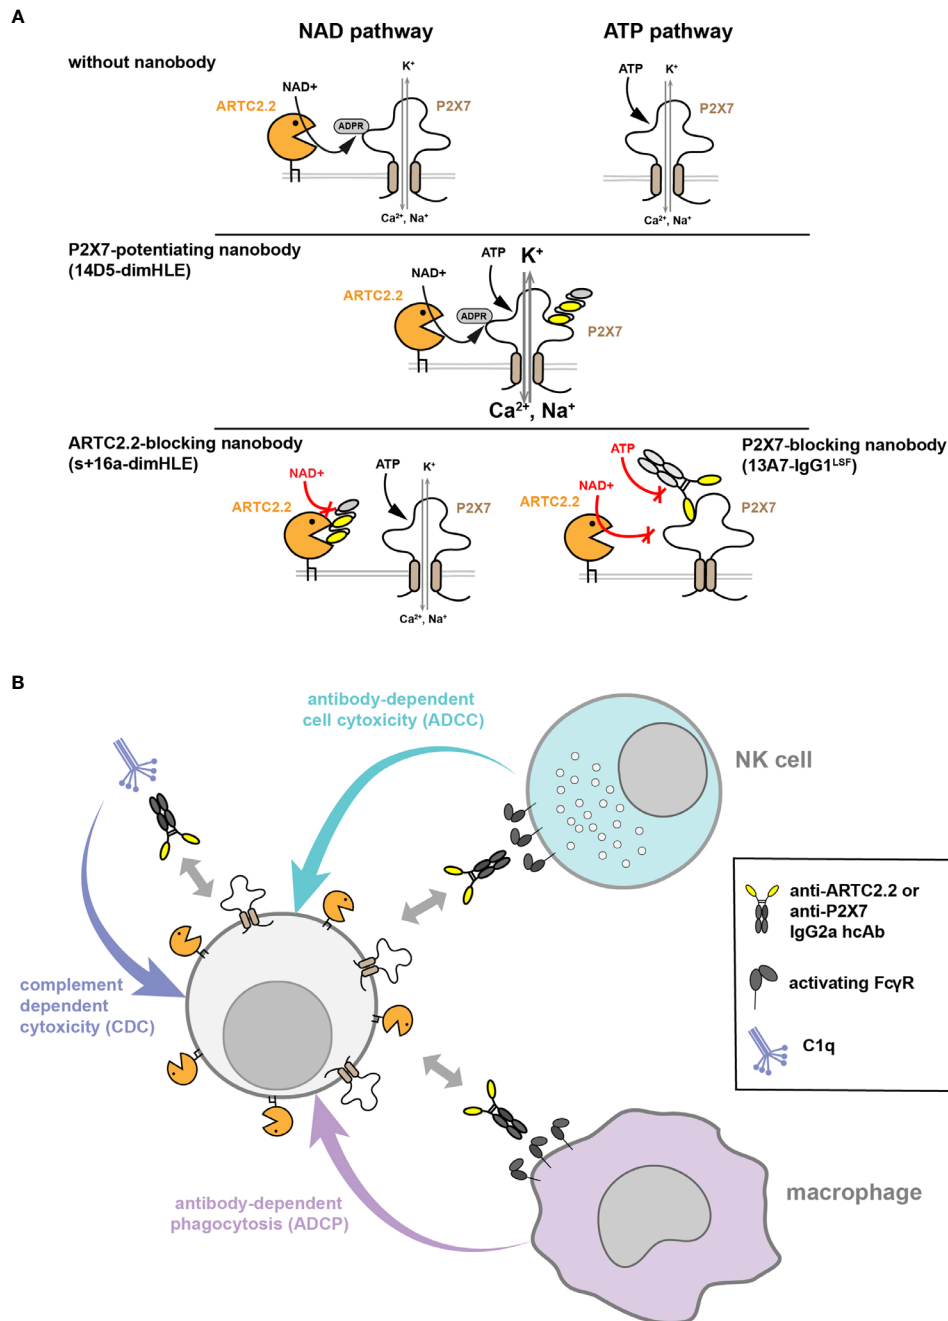 A
NAD pathway
ATP pathway
without nanobody
NAD+
K⁺
ARTC2.2
P2X7
ADPR
Ca²⁺, Na⁺
ATP
K⁺
P2X7
Ca²⁺, Na⁺
P2X7-potentiating nanobody
(14D5-dimHLE)
ATP
K⁺
NAD+
ARTC2.2
ADPR
P2X7
Ca²⁺, Na⁺
ARTC2.2-blocking nanobody
(s+16a-dimHLE)
NAD+
ATP
K⁺
ARTC2.2
P2X7
Ca²⁺, Na⁺
P2X7-blocking nanobody
(13A7-IgG1ᴸˢᶠ)
ATP
NAD+
ARTC2.2
P2X7
B
antibody-dependent
cell cytoxicity (ADCC)
NK cell
complement
dependent
cytoxicity (CDC)
anti-ARTC2.2 or
anti-P2X7
IgG2a hcAb
activating FcγR
C1q
antibody-dependent
phagocytosis (ADCP)
macrophage